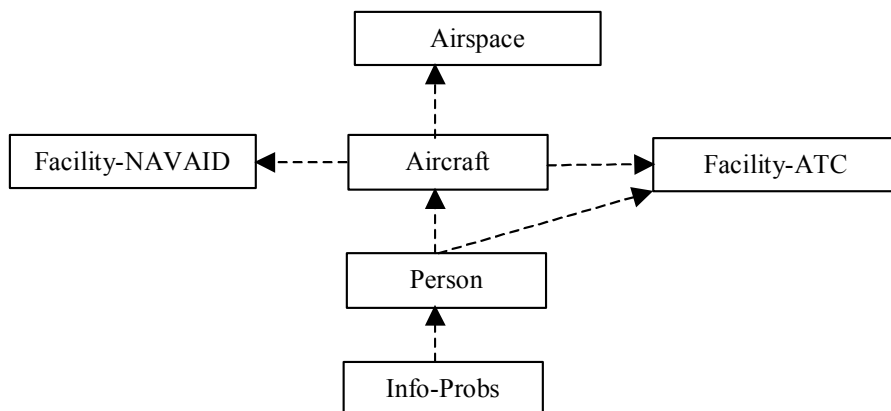 Airspace
Facility-NAVAID
Aircraft
Facility-ATC
Person
Info-Probs